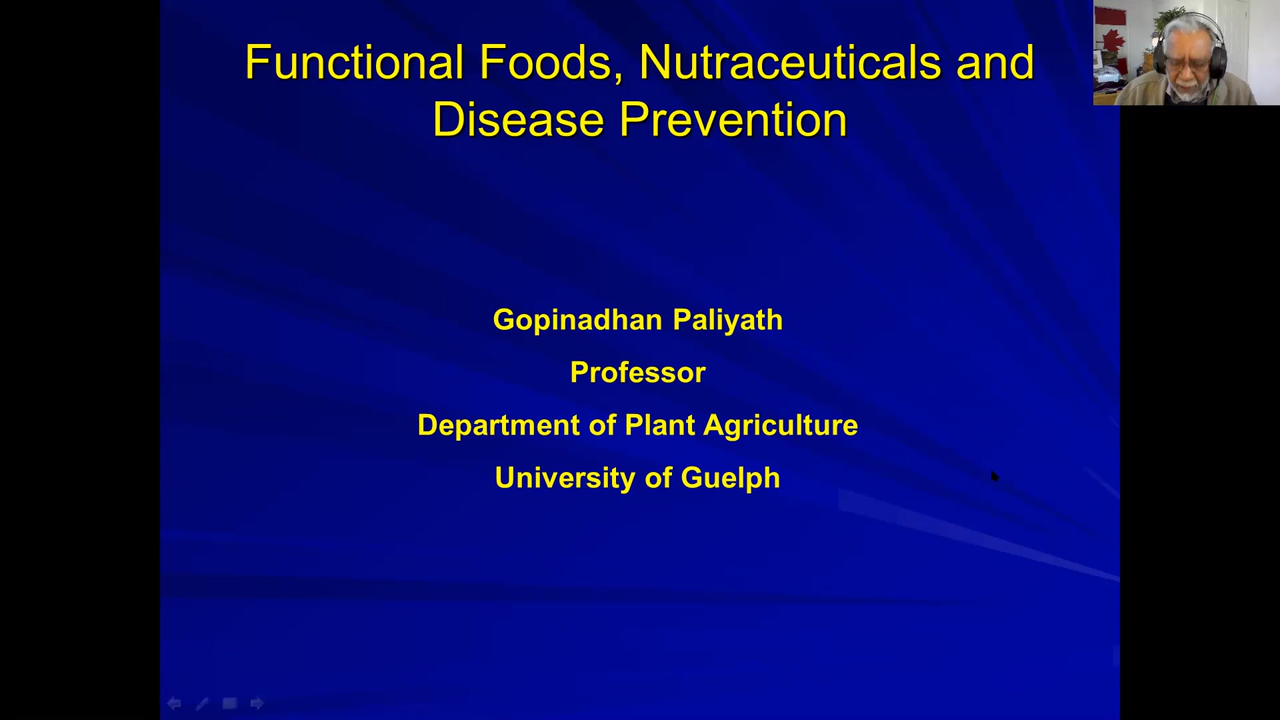 Functional Foods, Nutraceuticals and
Disease Prevention
Gopinadhan Paliyath
Professor
Department of Plant Agriculture
University of Guelph